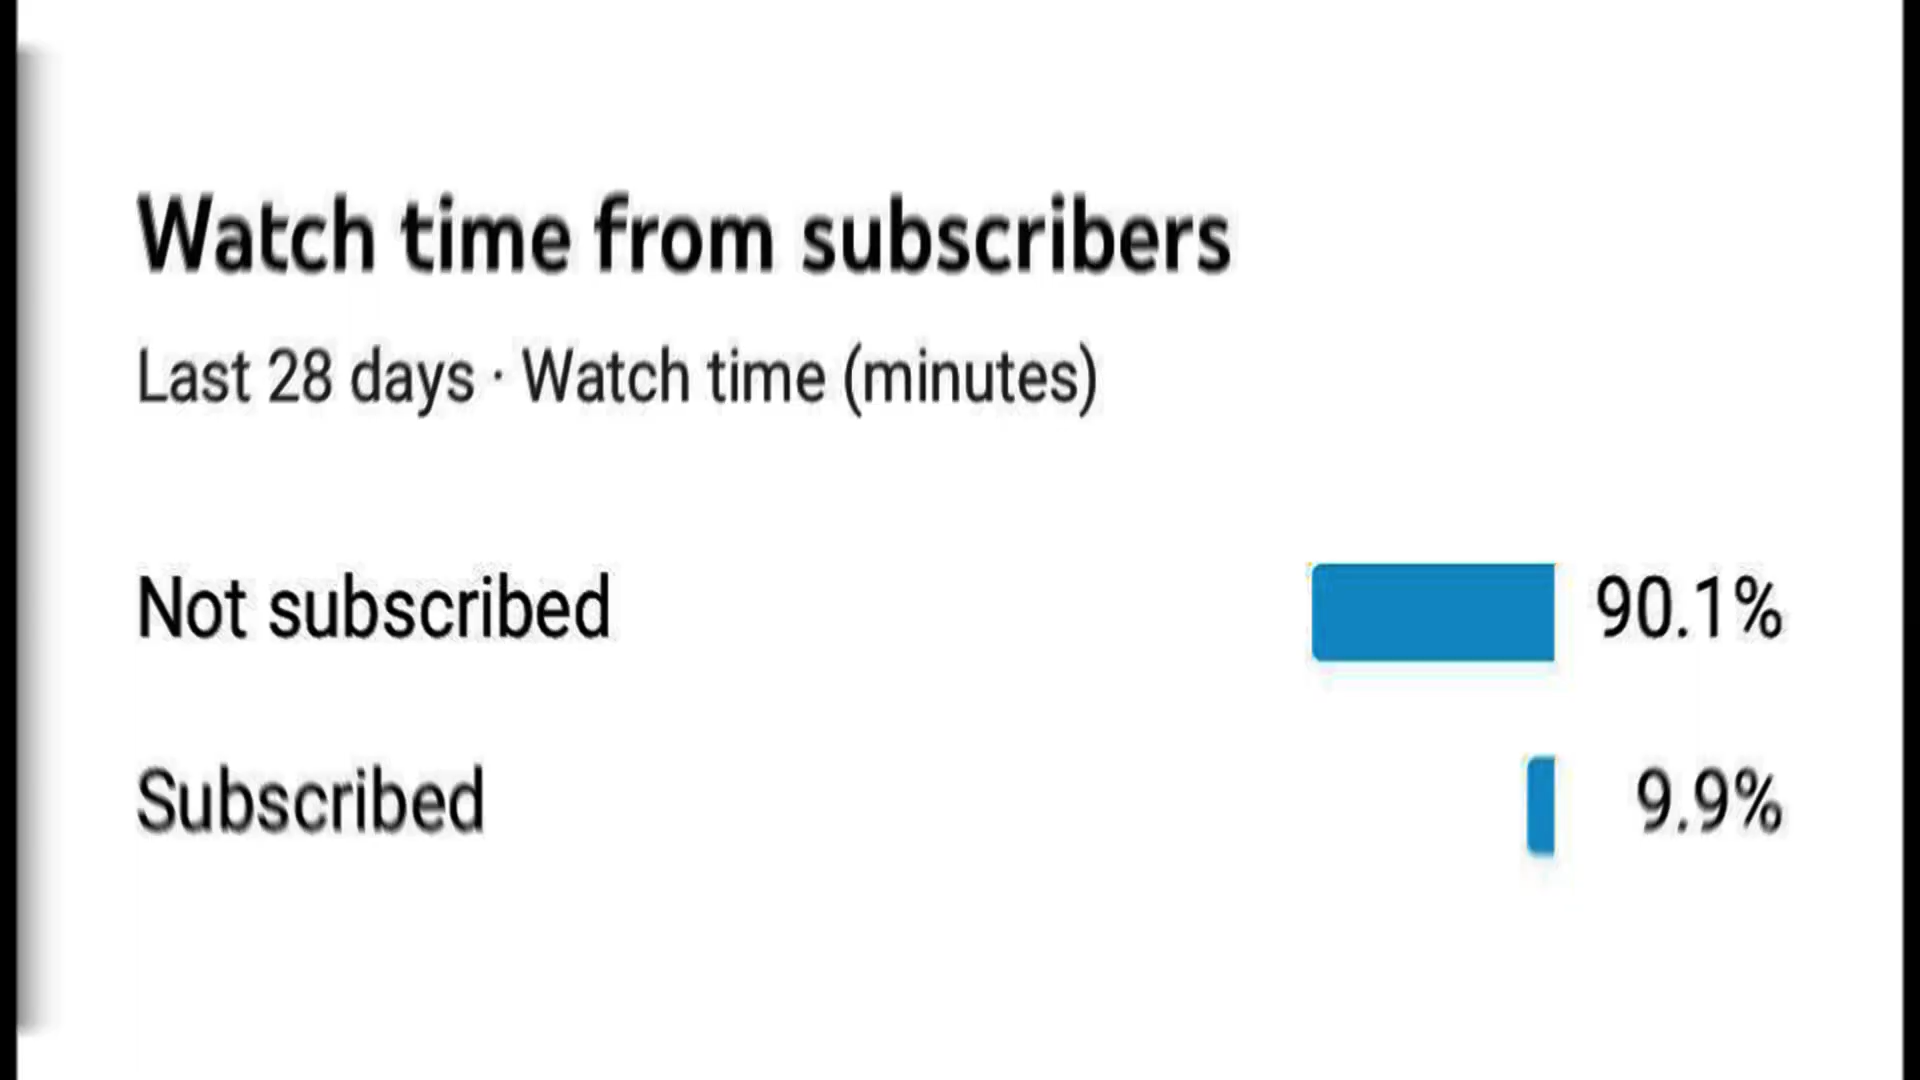 Watch time from subscribers
Last 28 days · Watch time (minutes)
Not subscribed 90.1%
Subscribed 9.9%